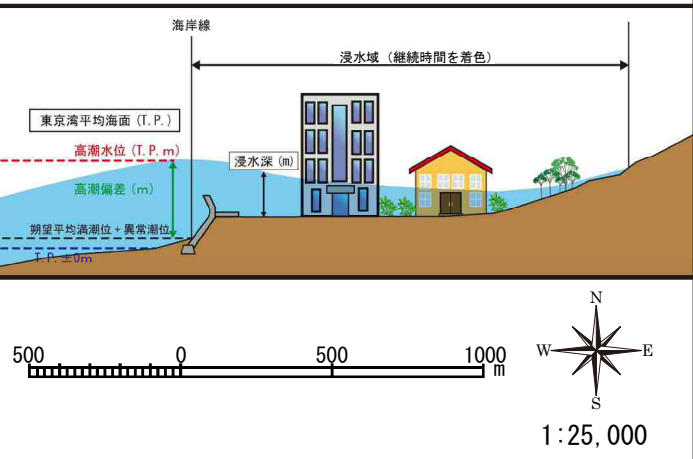 海岸線
浸水域（継続時間を着色）
東京湾平均海面（T.P.）
高潮水位（T.P. m）
浸水深（m）
高潮偏差（m）
朔望平均満潮位＋異常潮位
T.P.±0m
500 0 500 1000
m
N
W E
S
1:25,000